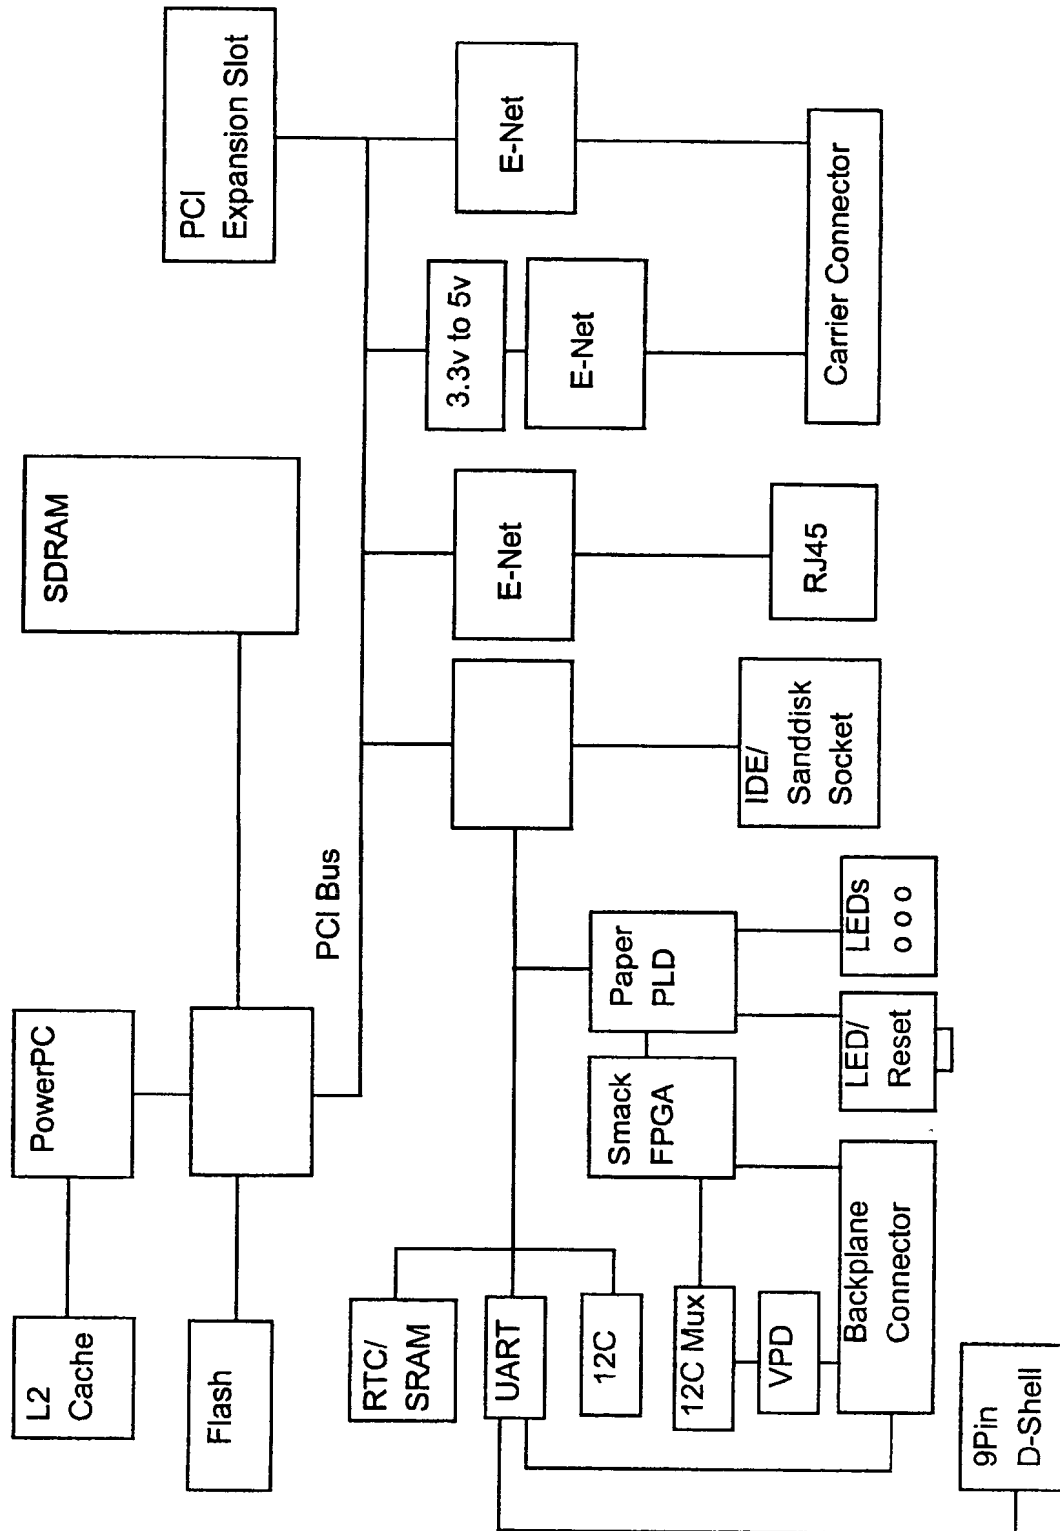 L2
Cache
PowerPC
SDRAM
Flash
PCI
Expansion Slot
PCI Bus
RTC/
SRAM
UART
12C
3.3v to 5v
E-Net
E-Net
E-Net
Smack
FPGA
Paper
PLD
12C Mux
VPD
Backplane
Connector
LED/
Reset
LEDs
o o o
IDE/
Sanddisk
Socket
RJ45
Carrier Connector
9Pin
D-Shell